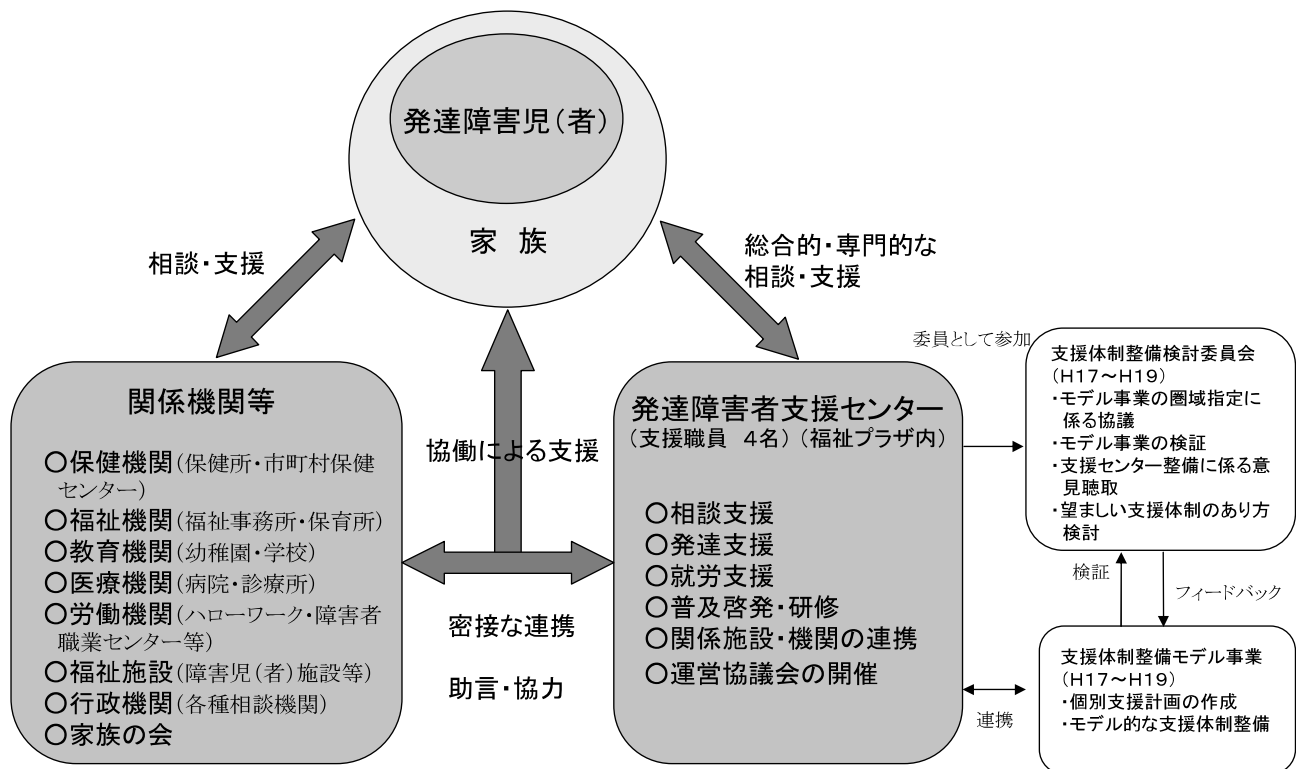 発達障害児（者）
家　族
相談・支援
総合的・専門的な
相談・支援
関係機関等
○保健機関（保健所・市町村保健
センター）
○福祉機関（福祉事務所・保育所）
○教育機関（幼稚園・学校）
○医療機関（病院・診療所）
○労働機関（ハローワーク・障害者
職業センター等）
○福祉施設（障害児（者）施設等）
○行政機関（各種相談機関）
○家族の会
協働による支援
密接な連携
助言・協力
発達障害者支援センター
（支援職員　４名）（福祉プラザ内）
○相談支援
○発達支援
○就労支援
○普及啓発・研修
○関係施設・機関の連携
○運営協議会の開催
委員として参加
支援体制整備検討委員会
（Ｈ１７～Ｈ１９）
・モデル事業の圏域指定に
係る協議
・モデル事業の検証
・支援センター整備に係る意
見聴取
・望ましい支援体制のあり方
検討
検証
フィードバック
連携
支援体制整備モデル事業
（Ｈ１７～Ｈ１９）
・個別支援計画の作成
・モデル的な支援体制整備